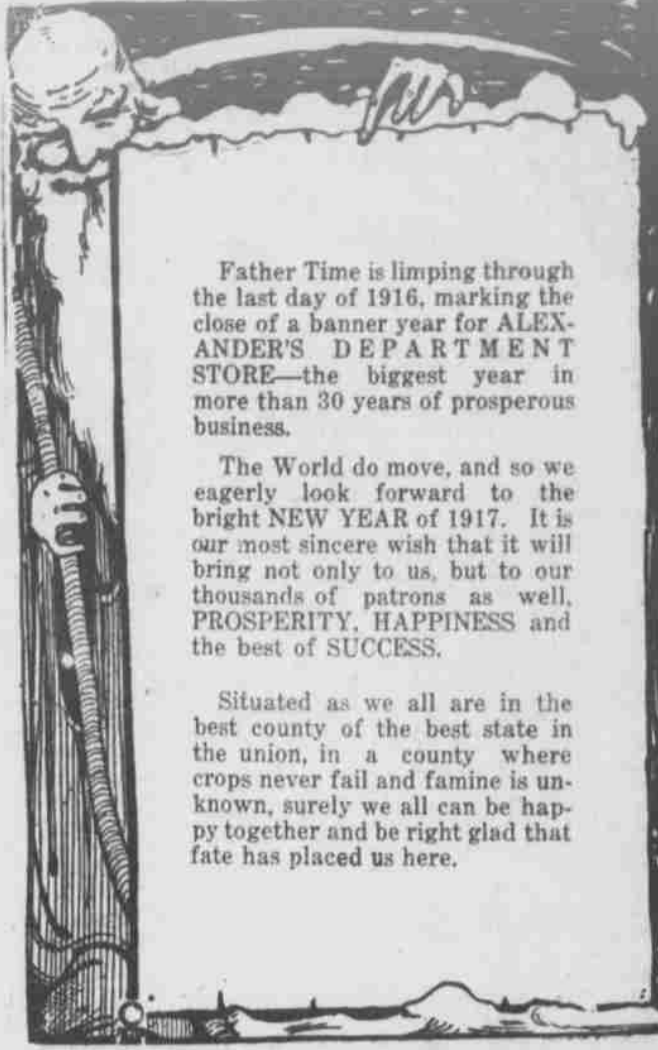 Father Time is limping through
the last day of 1916, marking the
close of a banner year for ALEX-
ANDER'S DEPARTMENT
STORE—the biggest year in
more than 30 years of prosperous
business.
The World do move, and so we
eagerly look forward to the
bright NEW YEAR of 1917. It is
our most sincere wish that it will
bring not only to us, but to our
thousands of patrons as well,
PROSPERITY, HAPPINESS and
the best of SUCCESS.
Situated as we all are in the
best county of the best state in
the union, in a county where
crops never fail and famine is un-
known, surely we all can be hap-
py together and be right glad that
fate has placed us here.